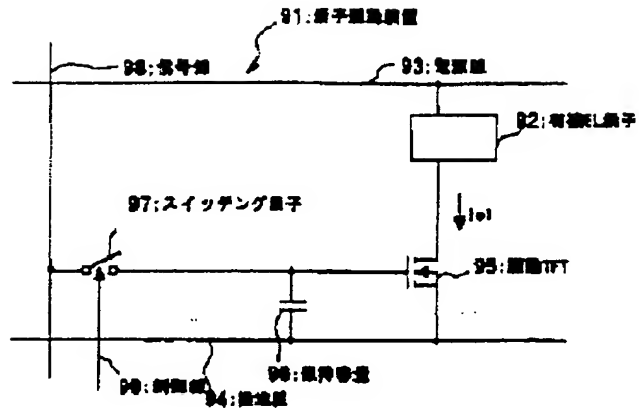 91;素子駆動装置
98;信号線
93;電源線
92;有機EL素子
97;スイッチング素子
Iel
95;駆動TFT
96;保持容量
99;制御線
94;接地線